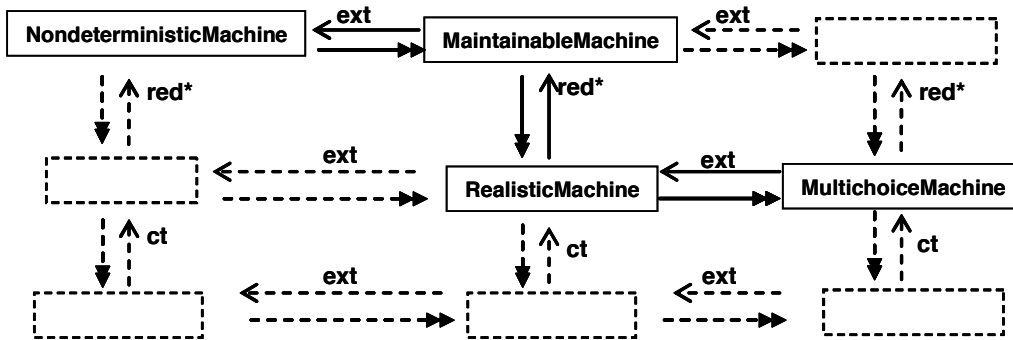 ext
ext
NondeterministicMachine
MaintainableMachine
red*
red*
red*
ext
ext
RealisticMachine
MultichoiceMachine
ct
ct
ct
ext
ext